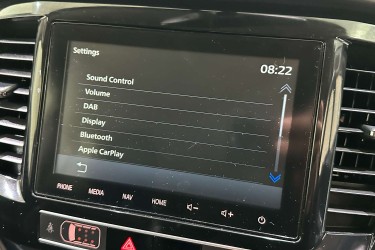 Settings
08:22
Sound Control
Volume
DAB
Display
Bluetooth
Apple CarPlay
PHONE MEDIA NAV HOME